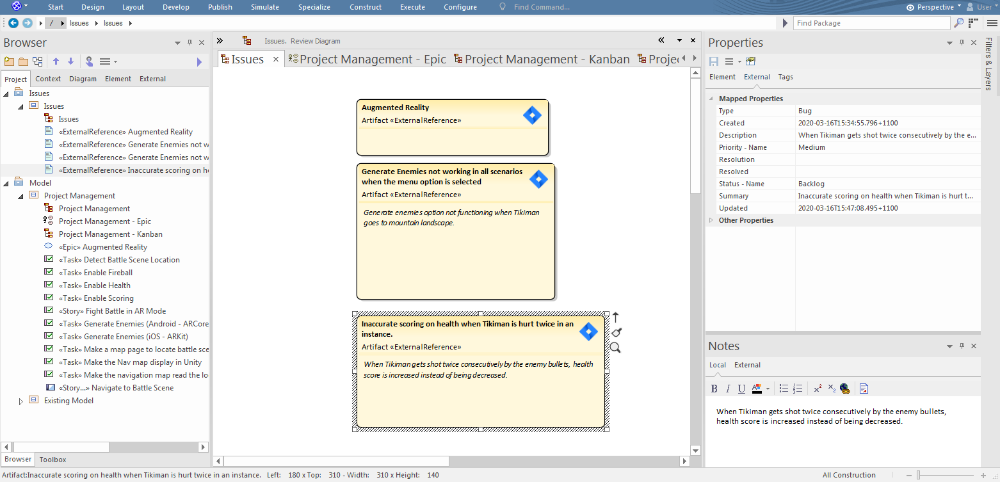 Start Design Layout Develop Publish Simulate Specialize Construct Execute Configure Find Command... Perspective User
/ Issues Issues Find Package
Browser
Project Context Diagram Element External
Issues
Issues
Issues
«ExternalReference» Augmented Reality
«ExternalReference» Generate Enemies not w
«ExternalReference» Generate Enemies not w
«ExternalReference» Inaccurate scoring on he
Model
Project Management
Project Management
Project Management - Epic
Project Management - Kanban
«Epic» Augmented Reality
«Task» Detect Battle Scene Location
«Task» Enable Fireball
«Task» Enable Health
«Task» Enable Scoring
«Story» Fight Battle in AR Mode
«Task» Generate Enemies (Android - ARCore
«Task» Generate Enemies (iOS - ARKit)
«Task» Make a map page to locate battle sce
«Task» Make the Nav map display in Unity
«Task» Make the navigation map read the lo
«Story...» Navigate to Battle Scene
Existing Model
Browser Toolbox
Issues. Review Diagram
Issues Project Management - Epic Project Management - Kanban Projec
Augmented Reality
Artifact «ExternalReference»
Generate Enemies not working in all scenarios
when the menu option is selected
Artifact «ExternalReference»
Generate enemies option not functioning when Tikiman
goes to mountain landscape.
Inaccurate scoring on health when Tikiman is hurt twice in an
instance.
Artifact «ExternalReference»
When Tikiman gets shot twice consecutively by the enemy bullets, health
score is increased instead of being decreased.
Properties
Element External Tags
Mapped Properties
Type Bug
Created 2020-03-16T15:34:55.796+1100
Description When Tikiman gets shot twice consecutively by the e...
Priority - Name Medium
Resolution
Resolved
Status - Name Backlog
Summary Inaccurate scoring on health when Tikiman is hurt t...
Updated 2020-03-16T15:47:08.495+1100
Other Properties
Filters & Layers
Notes
Local External
B I U A x² x₂
When Tikiman gets shot twice consecutively by the enemy bullets,
health score is increased instead of being decreased.
Artifact:Inaccurate scoring on health when Tikiman is hurt twice in an instance. Left: 180 x Top: 310 - Width: 310 x Height: 140 All Construction